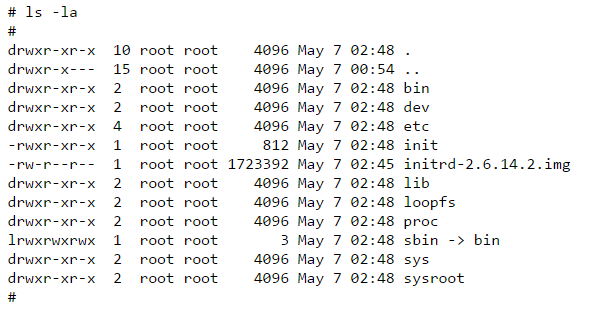 # ls -la
#
drwxr-xr-x 10 root root 4096 May 7 02:48 .
drwxr-x--- 15 root root 4096 May 7 00:54 ..
drwxr-xr-x 2 root root 4096 May 7 02:48 bin
drwxr-xr-x 2 root root 4096 May 7 02:48 dev
drwxr-xr-x 4 root root 4096 May 7 02:48 etc
-rwxr-xr-x 1 root root 812 May 7 02:48 init
-rw-r--r-- 1 root root 1723392 May 7 02:45 initrd-2.6.14.2.img
drwxr-xr-x 2 root root 4096 May 7 02:48 lib
drwxr-xr-x 2 root root 4096 May 7 02:48 loopfs
drwxr-xr-x 2 root root 4096 May 7 02:48 proc
lrwxrwxrwx 1 root root 3 May 7 02:48 sbin -> bin
drwxr-xr-x 2 root root 4096 May 7 02:48 sys
drwxr-xr-x 2 root root 4096 May 7 02:48 sysroot
#